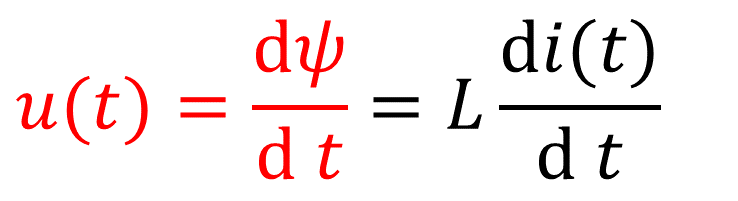 u(t) = dψ/d t = L di(t)/d t